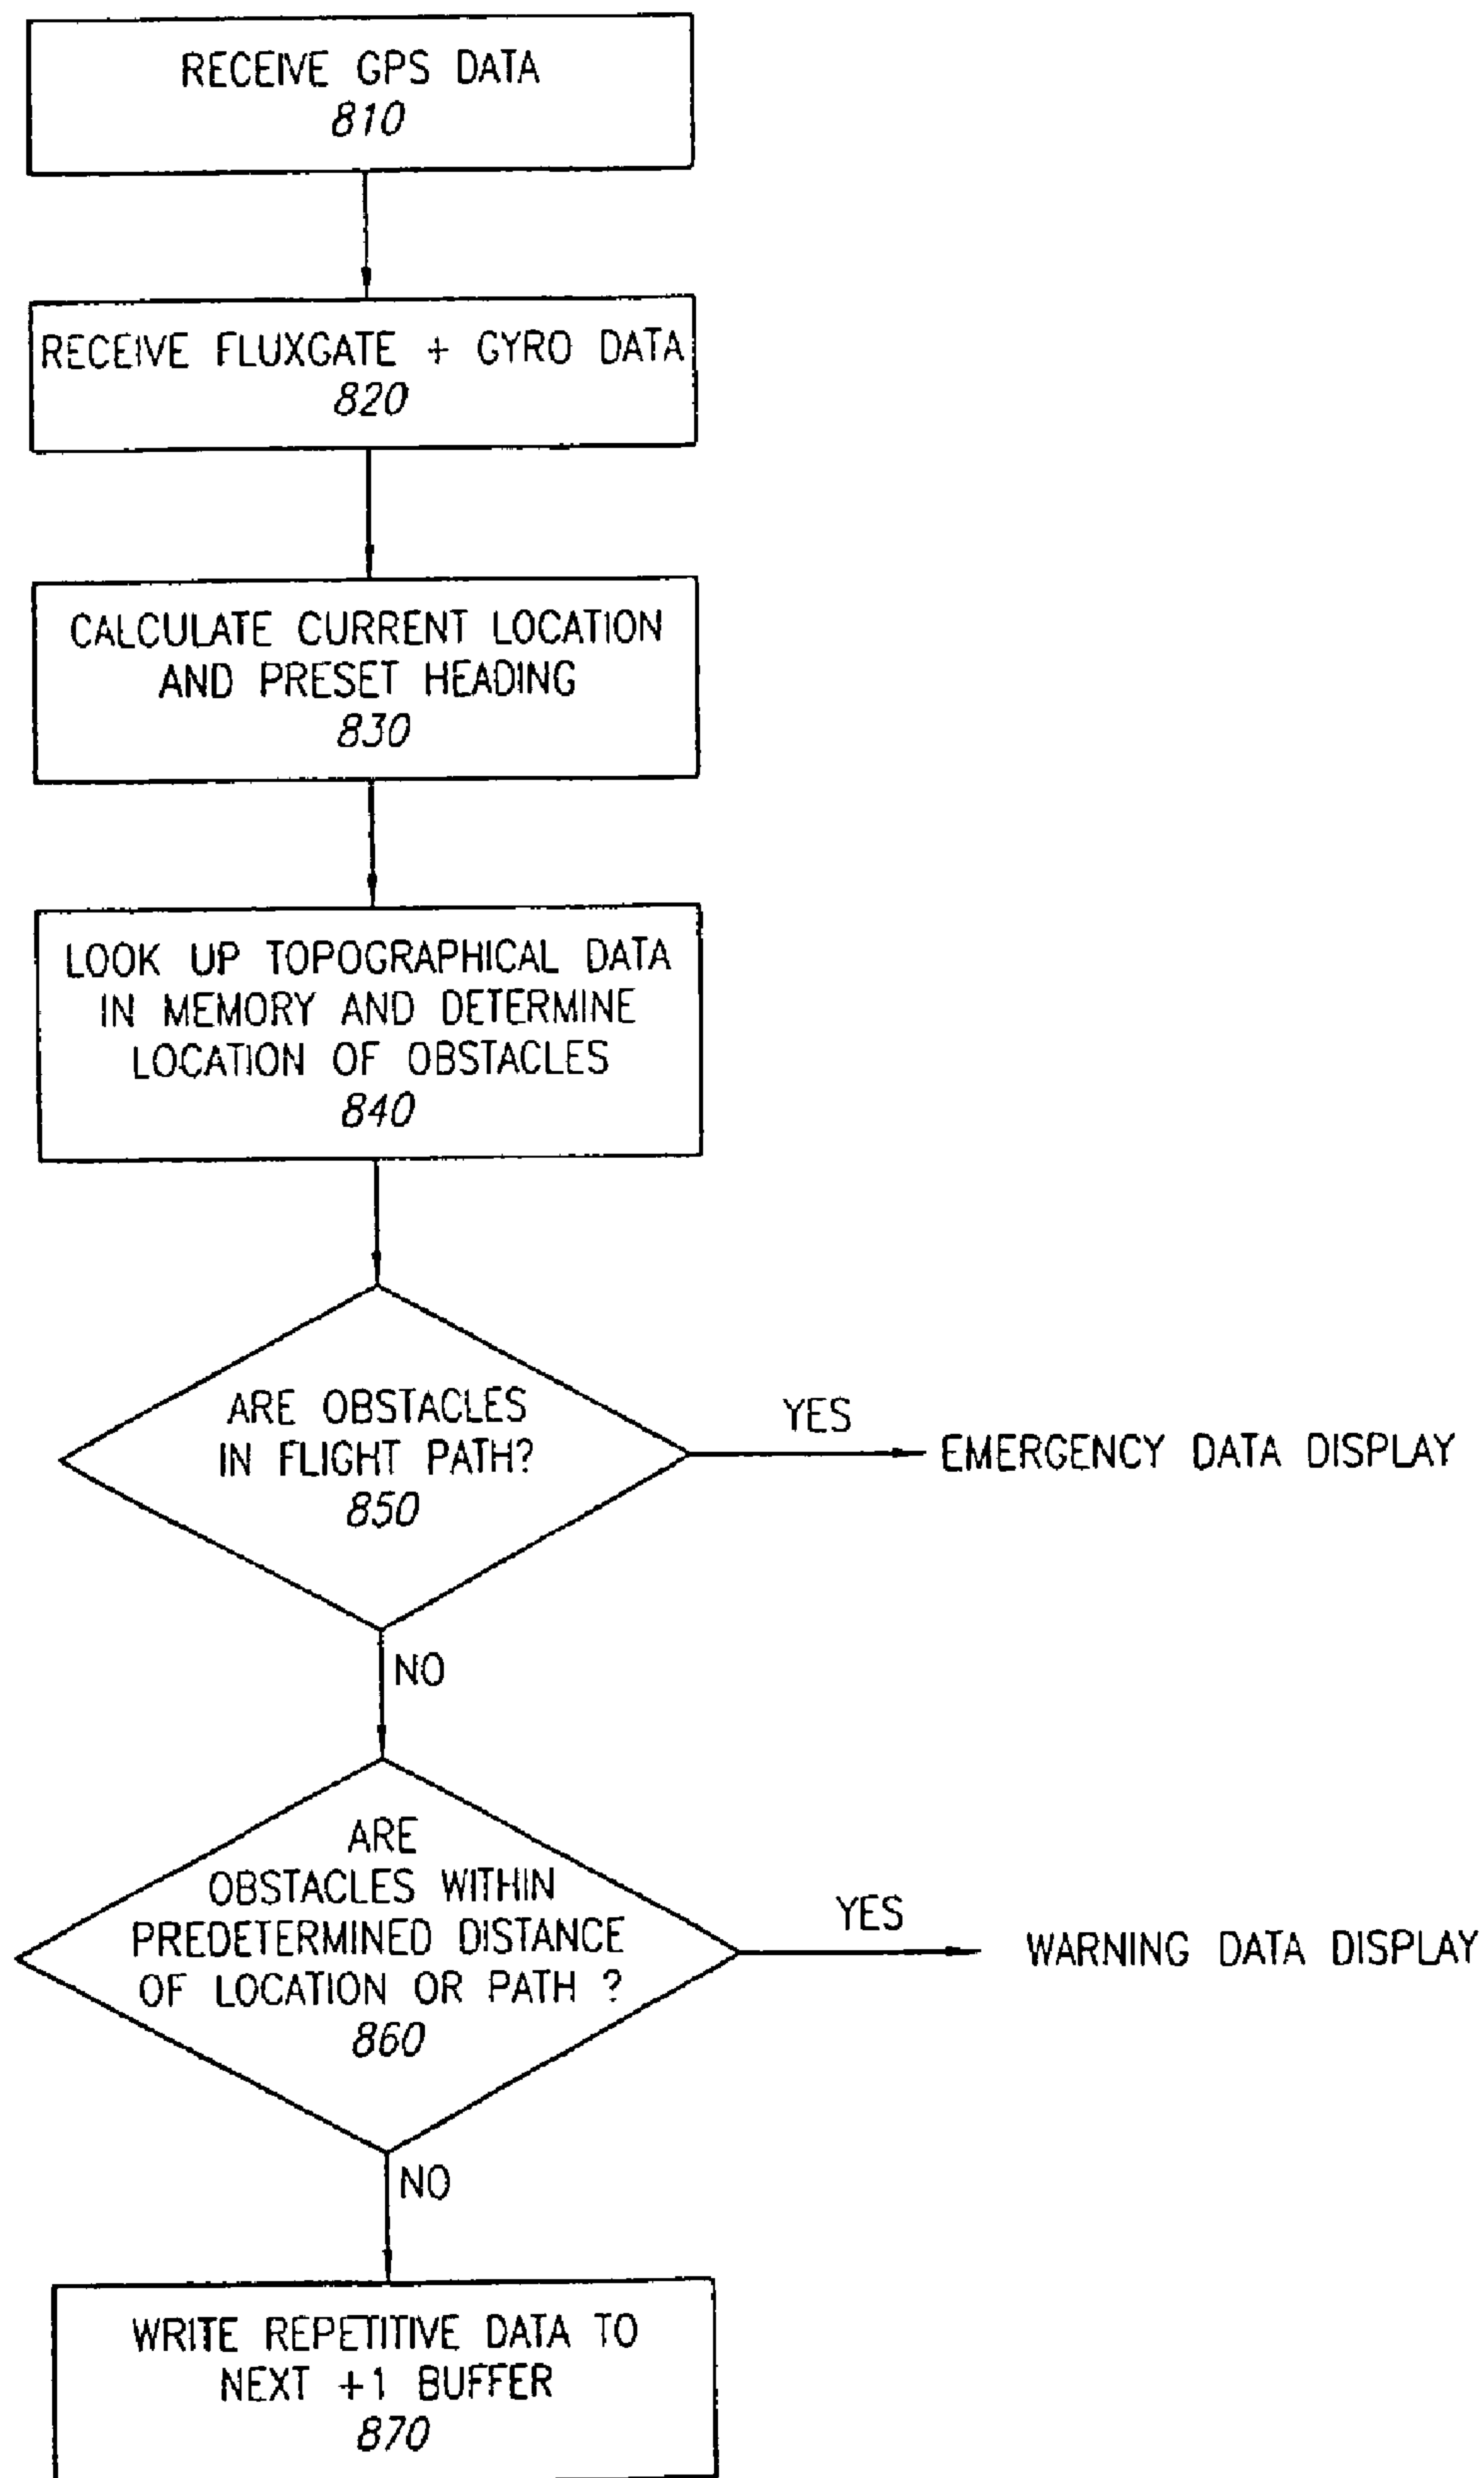 RECEIVE GPS DATA
810
RECEIVE FLUXGATE + GYRO DATA
820
CALCULATE CURRENT LOCATION
AND PRESET HEADING
830
LOOK UP TOPOGRAPHICAL DATA
IN MEMORY AND DETERMINE
LOCATION OF OBSTACLES
840
ARE OBSTACLES
IN FLIGHT PATH?
850
YES
EMERGENCY DATA DISPLAY
NO
ARE
OBSTACLES WITHIN
PREDETERMINED DISTANCE
OF LOCATION OR PATH ?
860
YES
WARNING DATA DISPLAY
NO
WRITE REPETITIVE DATA TO
NEXT +1 BUFFER
870